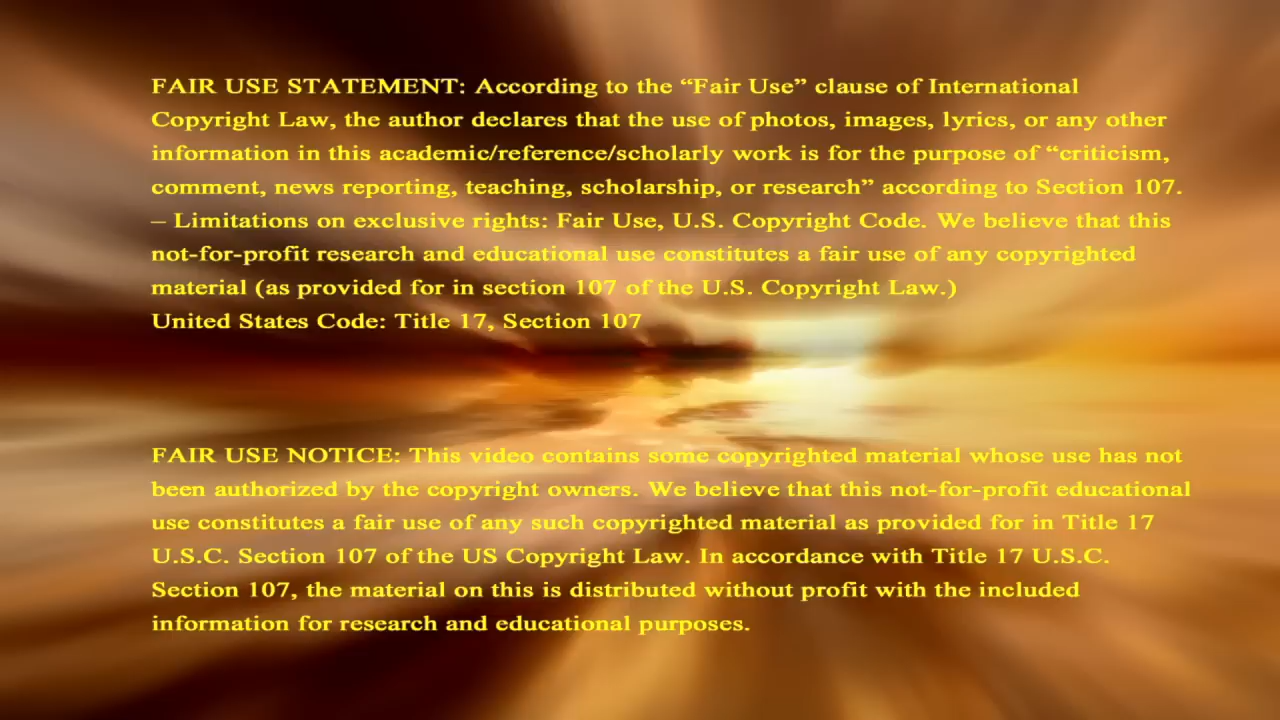 FAIR USE STATEMENT: According to the “Fair Use” clause of International
Copyright Law, the author declares that the use of photos, images, lyrics, or any other
information in this academic/reference/scholarly work is for the purpose of “criticism,
comment, news reporting, teaching, scholarship, or research” according to Section 107.
– Limitations on exclusive rights: Fair Use, U.S. Copyright Code. We believe that this
not-for-profit research and educational use constitutes a fair use of any copyrighted
material (as provided for in section 107 of the U.S. Copyright Law.)
United States Code: Title 17, Section 107
FAIR USE NOTICE: This video contains some copyrighted material whose use has not
been authorized by the copyright owners. We believe that this not-for-profit educational
use constitutes a fair use of any such copyrighted material as provided for in Title 17
U.S.C. Section 107 of the US Copyright Law. In accordance with Title 17 U.S.C.
Section 107, the material on this is distributed without profit with the included
information for research and educational purposes.